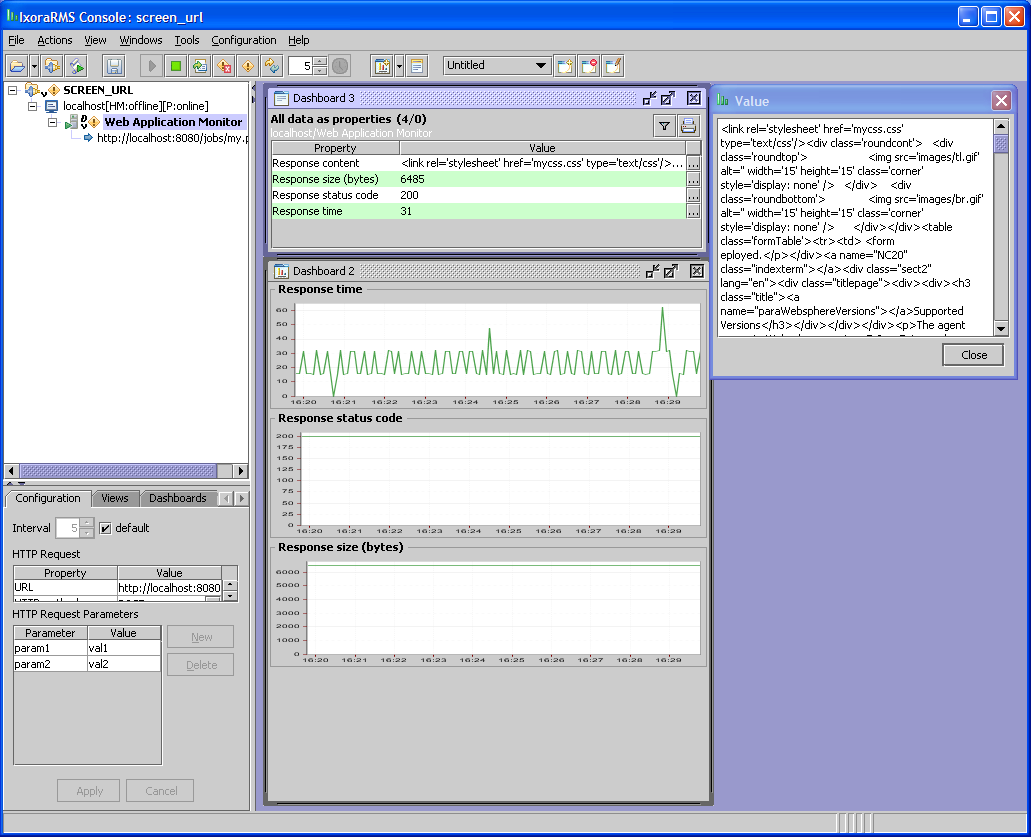 IxoraRMS Console: screen_url
File Actions View Windows Tools Configuration Help
5
Untitled
SCREEN_URL
localhost[HM:offline][P:online]
Web Application Monitor
http://localhost:8080/jobs/my.p
Configuration Views Dashboards
Interval 5 default
HTTP Request
Property Value
URL http://localhost:8080
HTTP Request Parameters
Parameter Value
param1 val1
param2 val2
New
Delete
Apply Cancel
Dashboard 3
All data as properties (4/0)
localhost/Web Application Monitor
Property Value
Response content <link rel='stylesheet' href='mycss.css' type='text/css'/>... ...
Response size (bytes) 6485 ...
Response status code 200 ...
Response time 31 ...
Dashboard 2
Response time
60
50
40
30
20
10
0
16:20 16:21 16:22 16:23 16:24 16:25 16:26 16:27 16:28 16:29
Response status code
200
175
150
125
100
75
50
25
0
16:20 16:21 16:22 16:23 16:24 16:25 16:26 16:27 16:28 16:29
Response size (bytes)
6000
5000
4000
3000
2000
1000
0
16:20 16:21 16:22 16:23 16:24 16:25 16:26 16:27 16:28 16:29
Value
<link rel='stylesheet' href='mycss.css'
type='text/css'/><div class='roundcont'> <div
class='roundtop'> <img src='images/tl.gif'
alt='' width='15' height='15' class='corner'
style='display: none' /> </div> <div
class='roundbottom'> <img src='images/br.gif'
alt='' width='15' height='15' class='corner'
style='display: none' /> </div></div><table
class='formTable'><tr><td> <form
eployed.</p></div><a name="NC20"
class="indexterm"></a><div class="sect2"
lang="en"><div class="titlepage"><div><div><h3
class="title"><a
name="paraWebsphereVersions"></a>Supported
Versions</h3></div></div></div><p>The agent
Close